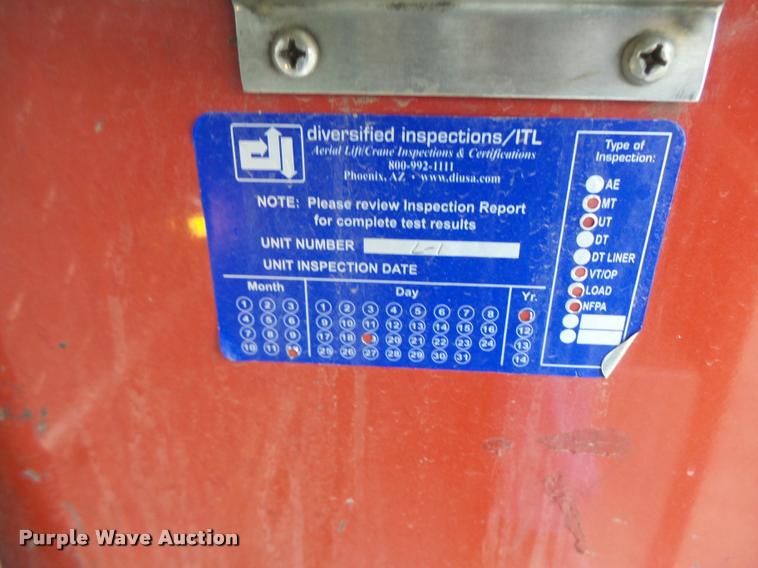 diversified inspections/ITL
Aerial Lift/Crane Inspections & Certifications
800-992-1111
Phoenix, AZ • www.diusa.com
NOTE: Please review Inspection Report
for complete test results
UNIT NUMBER L-1
UNIT INSPECTION DATE
Month
1 2 3
4 5 6
7 8 9
10 11
Day
1 2 3 4 5 6 7 8
9 10 11 12 13 14 15 16
17 18 20 21 22 23 24
25 26 27 28 29 30 31
Yr.
12
13
14
Type of
Inspection:
AE
MT
UT
DT
DT LINER
VT/OP
LOAD
NFPA
Purple Wave Auction